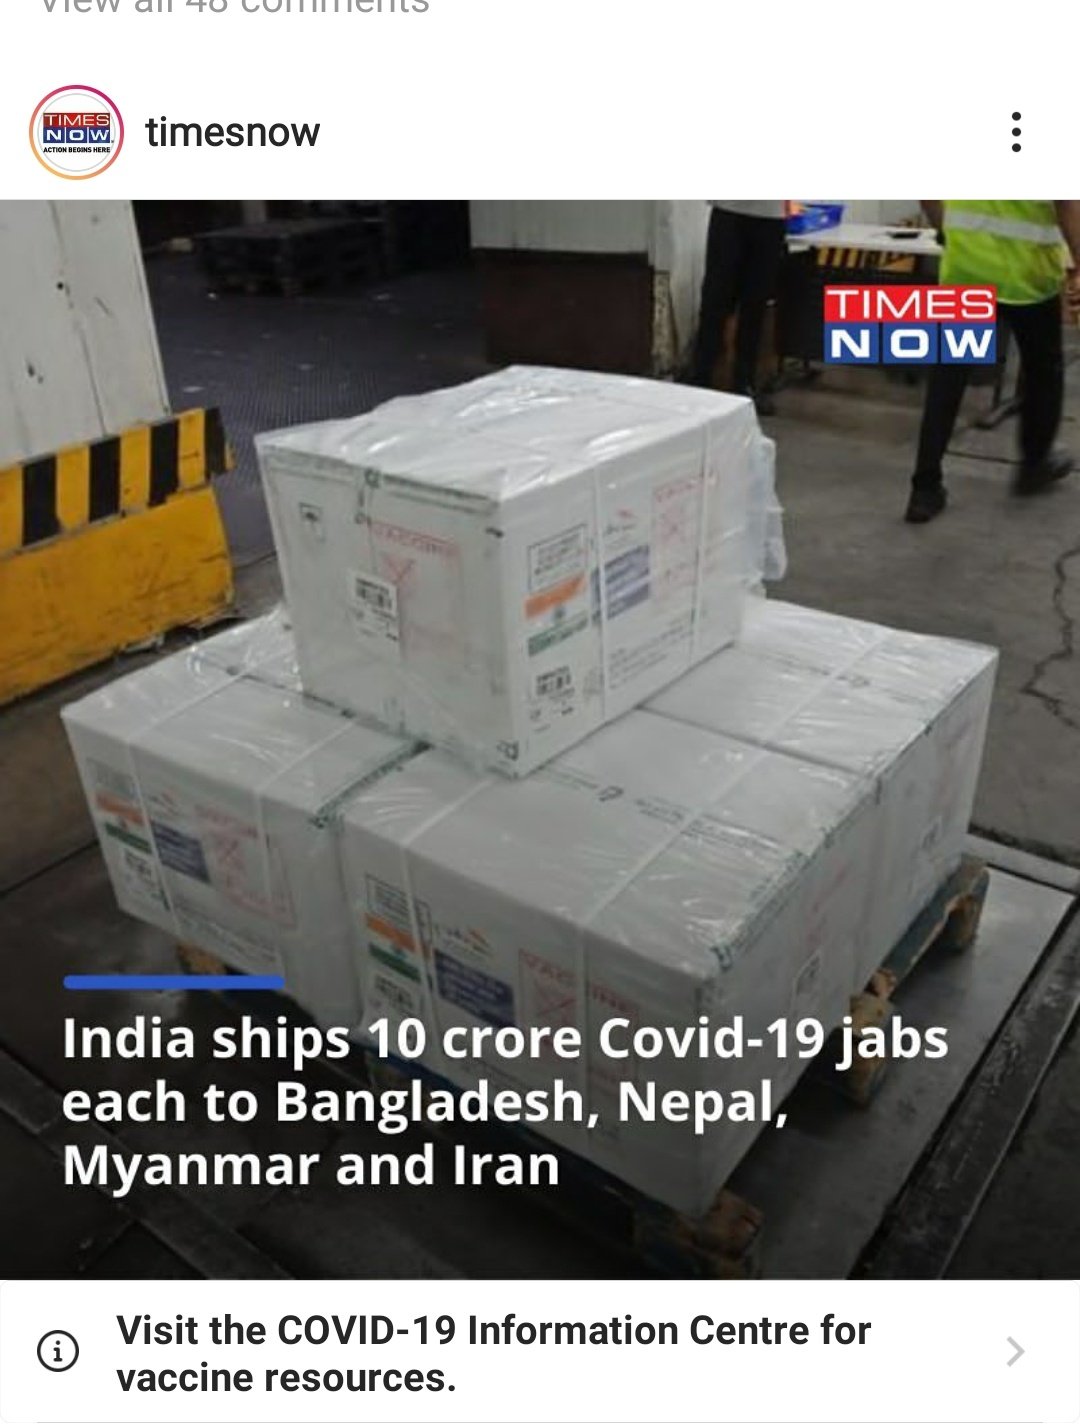 View all 48 comments
TIMES
NOW
ACTION BEGINS HERE
timesnow
TIMES
NOW
VACCINE
India ships 10 crore Covid-19 jabs
each to Bangladesh, Nepal,
Myanmar and Iran
Visit the COVID-19 Information Centre for
vaccine resources.